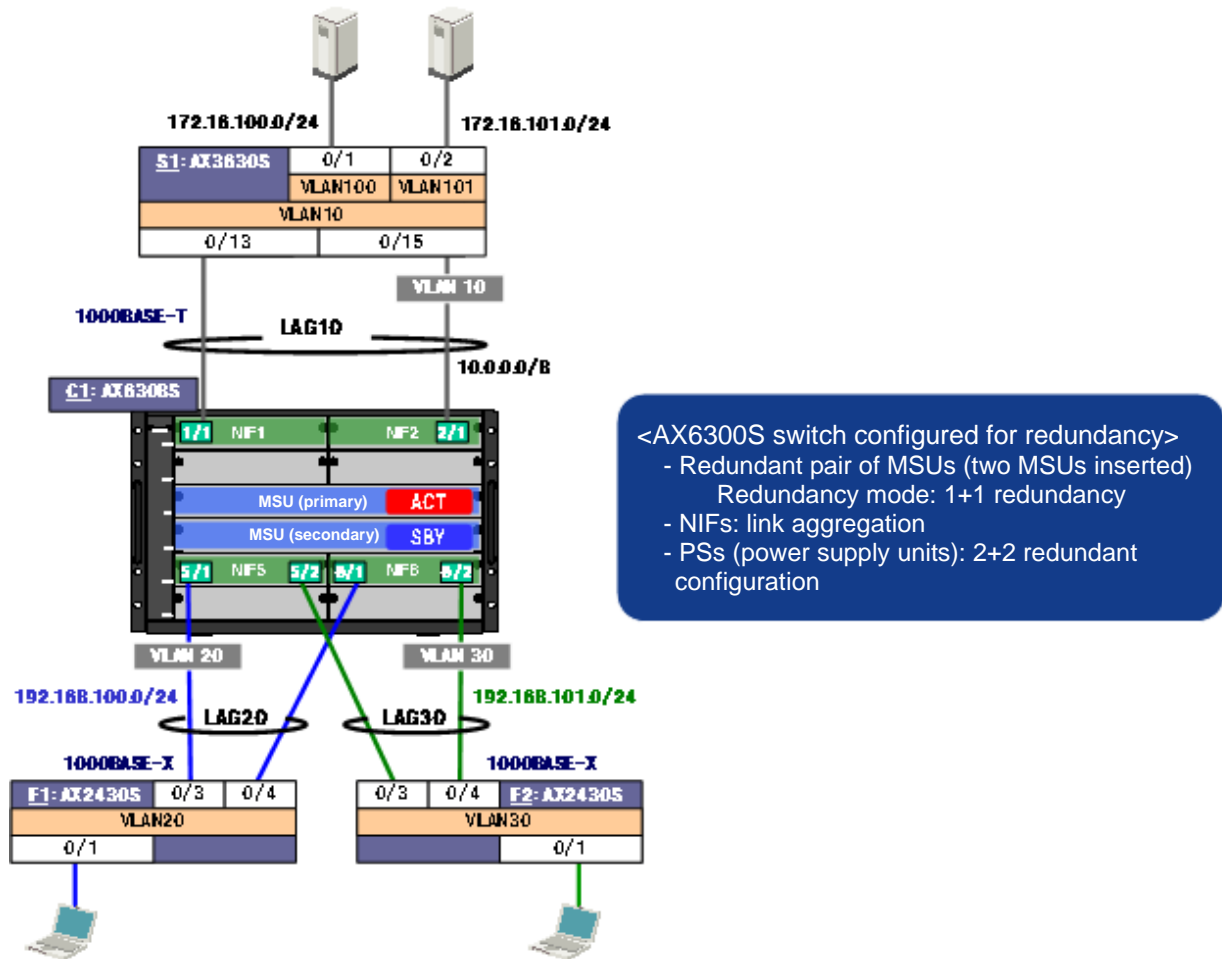 172.16.100.0/24
172.16.101.0/24
S1: AX3630S
0/1
0/2
VLAN100
VLAN101
VLAN10
0/13
0/15
VLAN 10
1000BASE-T
LAG10
10.0.0.0/8
C1: AX6308S
1/1
NIF1
NIF2
2/1
<AX6300S switch configured for redundancy>
- Redundant pair of MSUs (two MSUs inserted)
Redundancy mode: 1+1 redundancy
- NIFs: link aggregation
- PSs (power supply units): 2+2 redundant
configuration
MSU (primary)
ACT
MSU (secondary)
SBY
5/1
NIF5
5/2
6/1
NIF6
6/2
VLAN 20
VLAN 30
192.168.100.0/24
192.168.101.0/24
LAG20
LAG30
1000BASE-X
1000BASE-X
E1: AX2430S
0/3
0/4
VLAN20
0/1
0/3
0/4
E2: AX2430S
VLAN30
0/1